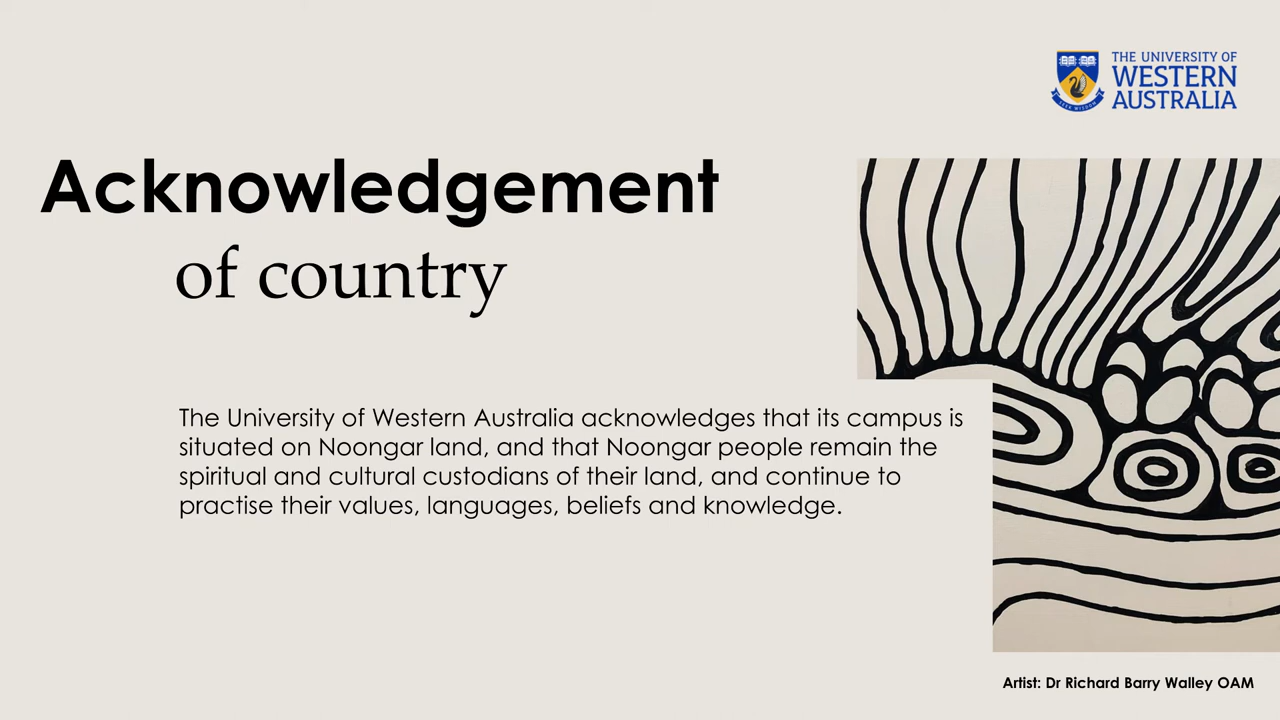 THE UNIVERSITY OF
WESTERN
AUSTRALIA
SEEK WISDOM
Acknowledgement
of country
The University of Western Australia acknowledges that its campus is
situated on Noongar land, and that Noongar people remain the
spiritual and cultural custodians of their land, and continue to
practise their values, languages, beliefs and knowledge.
Artist: Dr Richard Barry Walley OAM